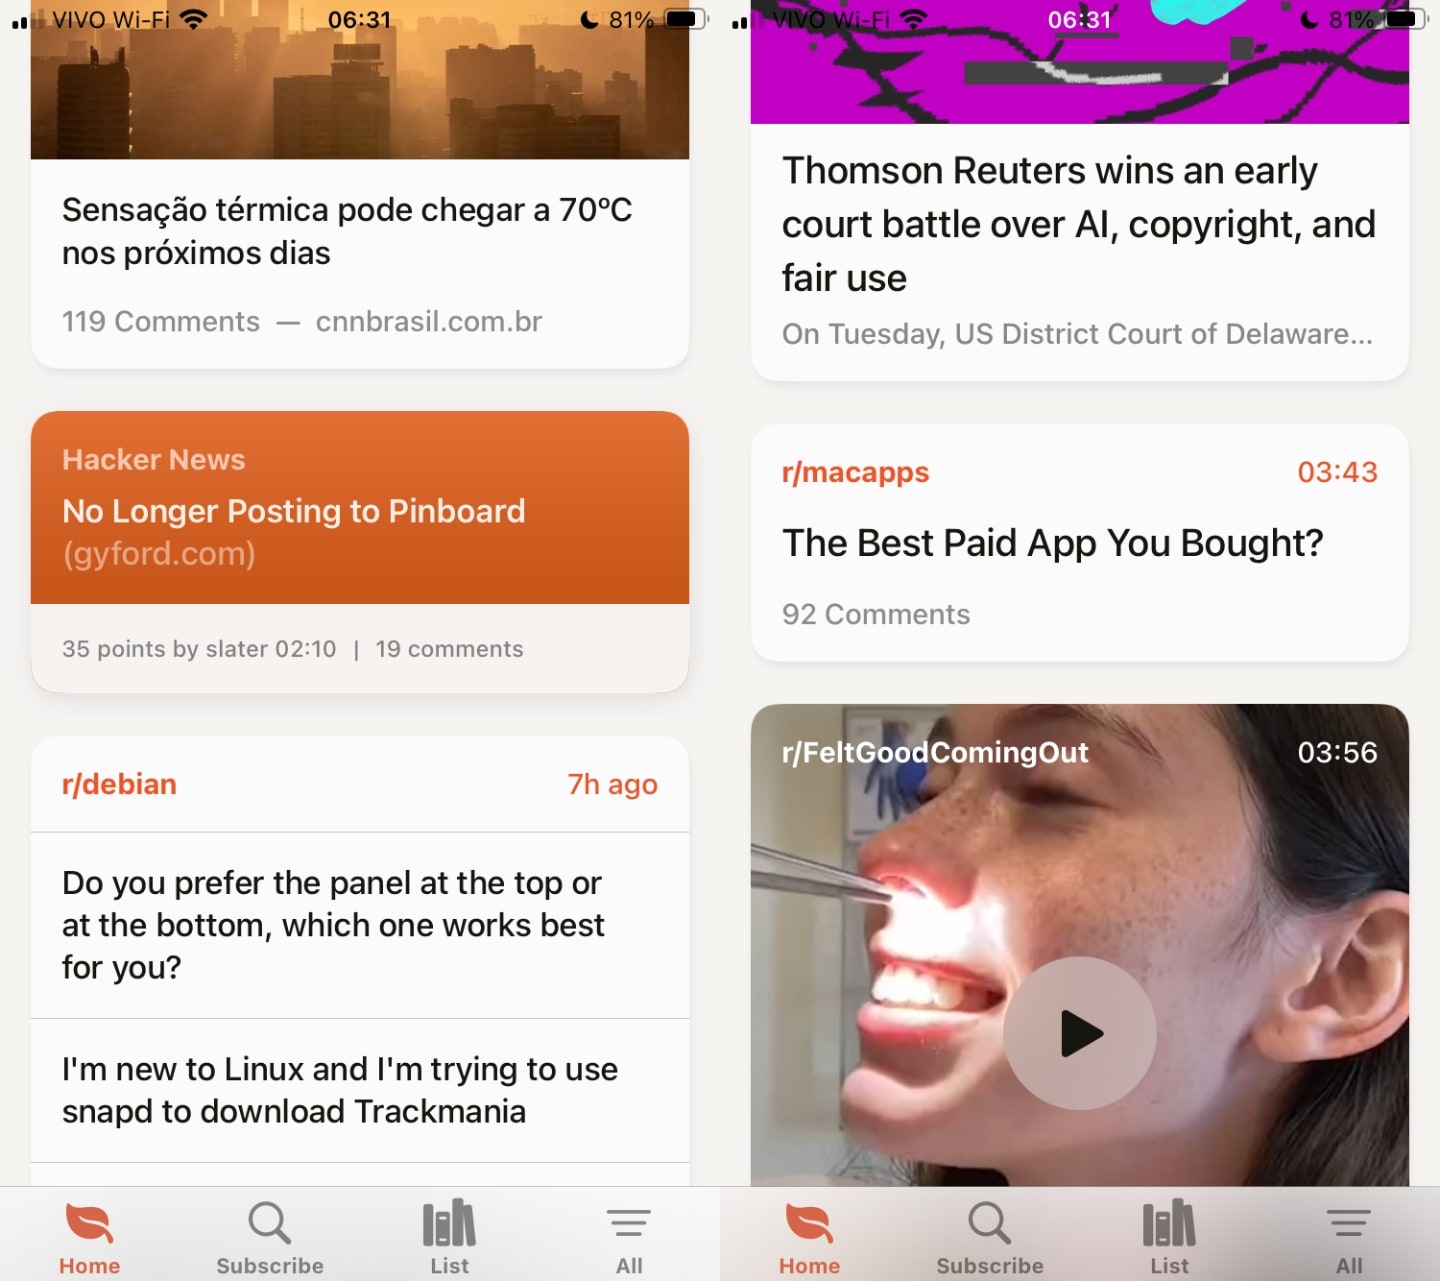 VIVO Wi-Fi 06:31 81%
Sensação térmica pode chegar a 70ºC
nos próximos dias
119 Comments — cnnbrasil.com.br
Hacker News
No Longer Posting to Pinboard
(gyford.com)
35 points by slater 02:10 | 19 comments
r/debian 7h ago
Do you prefer the panel at the top or
at the bottom, which one works best
for you?
I'm new to Linux and I'm trying to use
snapd to download Trackmania
Home Subscribe List All
VIVO Wi-Fi 06:31 81%
Thomson Reuters wins an early
court battle over AI, copyright, and
fair use
On Tuesday, US District Court of Delaware...
r/macapps 03:43
The Best Paid App You Bought?
92 Comments
r/FeltGoodComingOut 03:56
Home Subscribe List All